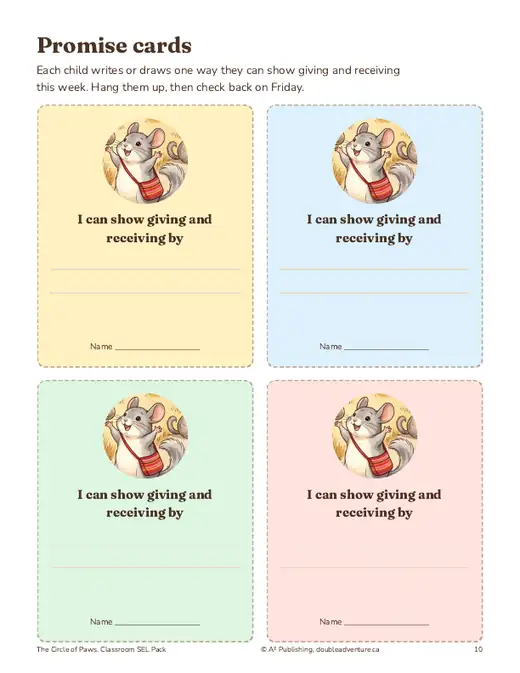 Promise cards
Each child writes or draws one way they can show giving and receiving
this week. Hang them up, then check back on Friday.
I can show giving and
receiving by
Name
I can show giving and
receiving by
Name
I can show giving and
receiving by
Name
I can show giving and
receiving by
Name
The Circle of Paws. Classroom SEL Pack
© A² Publishing, doubleadventure.ca
10